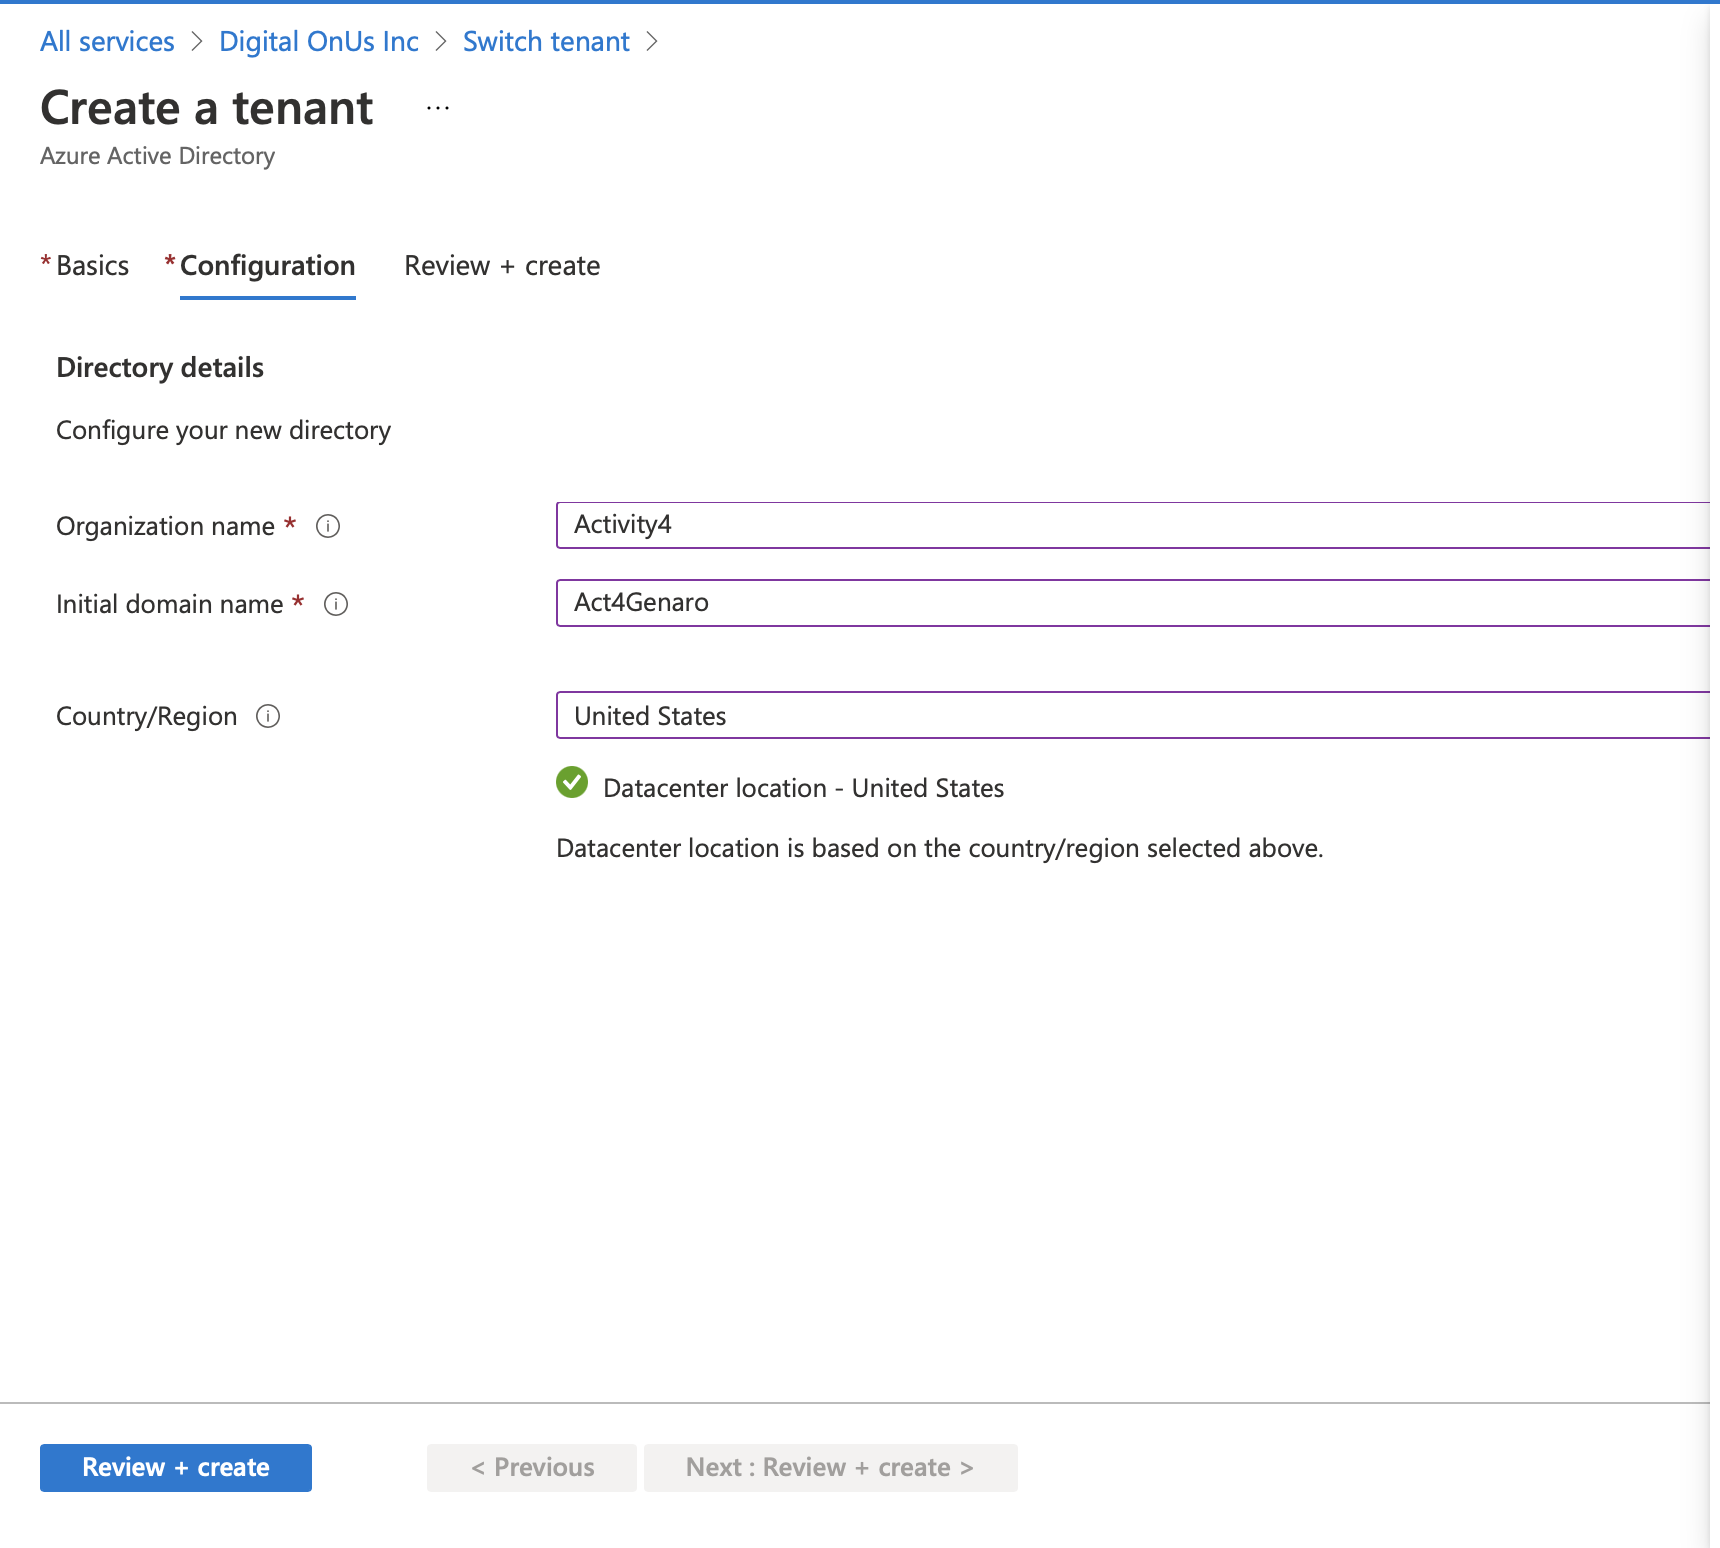 All services > Digital OnUs Inc > Switch tenant >
Create a tenant ...
Azure Active Directory
* Basics * Configuration Review + create
Directory details
Configure your new directory
Organization name * Activity4
Initial domain name * Act4Genaro
Country/Region United States
Datacenter location - United States
Datacenter location is based on the country/region selected above.
Review + create < Previous Next : Review + create >